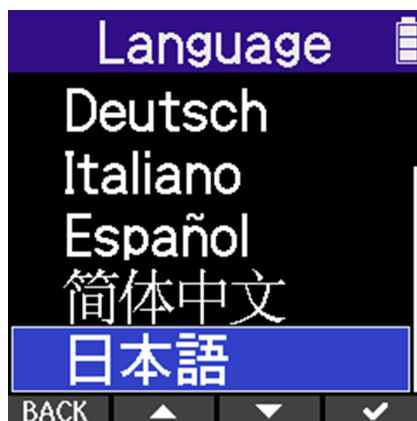 Language
Deutsch
Italiano
Español
简体中文
日本語
BACK